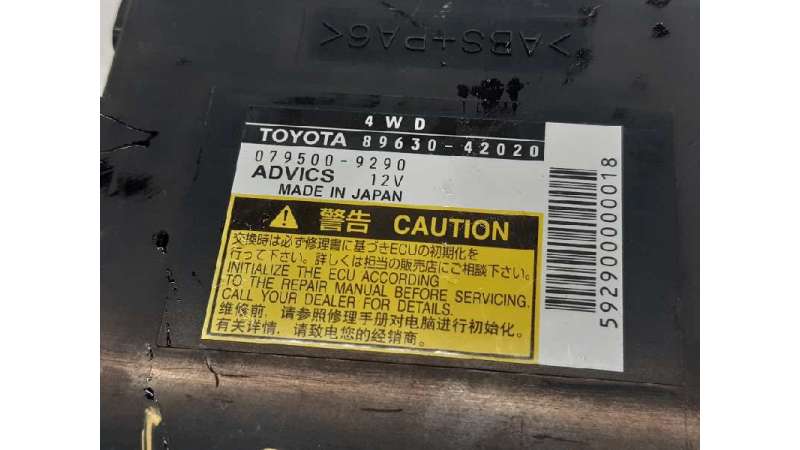 >ABS+PA6<
4WD
TOYOTA 89630-42020
079500-9290
ADVICS 12V
MADE IN JAPAN
警告 CAUTION
交換時は必ず修理書に基づきECUの初期化を
行って下さい。詳しくは担当の販売店にご相談下さい。
INITIALIZE THE ECU ACCORDING
TO THE REPAIR MANUAL BEFORE SERVICING.
CALL YOUR DEALER FOR DETAILS.
维修前，请参照修理手册对电脑进行初始化。
有关详情，请致电您的经销商。
5929000000018